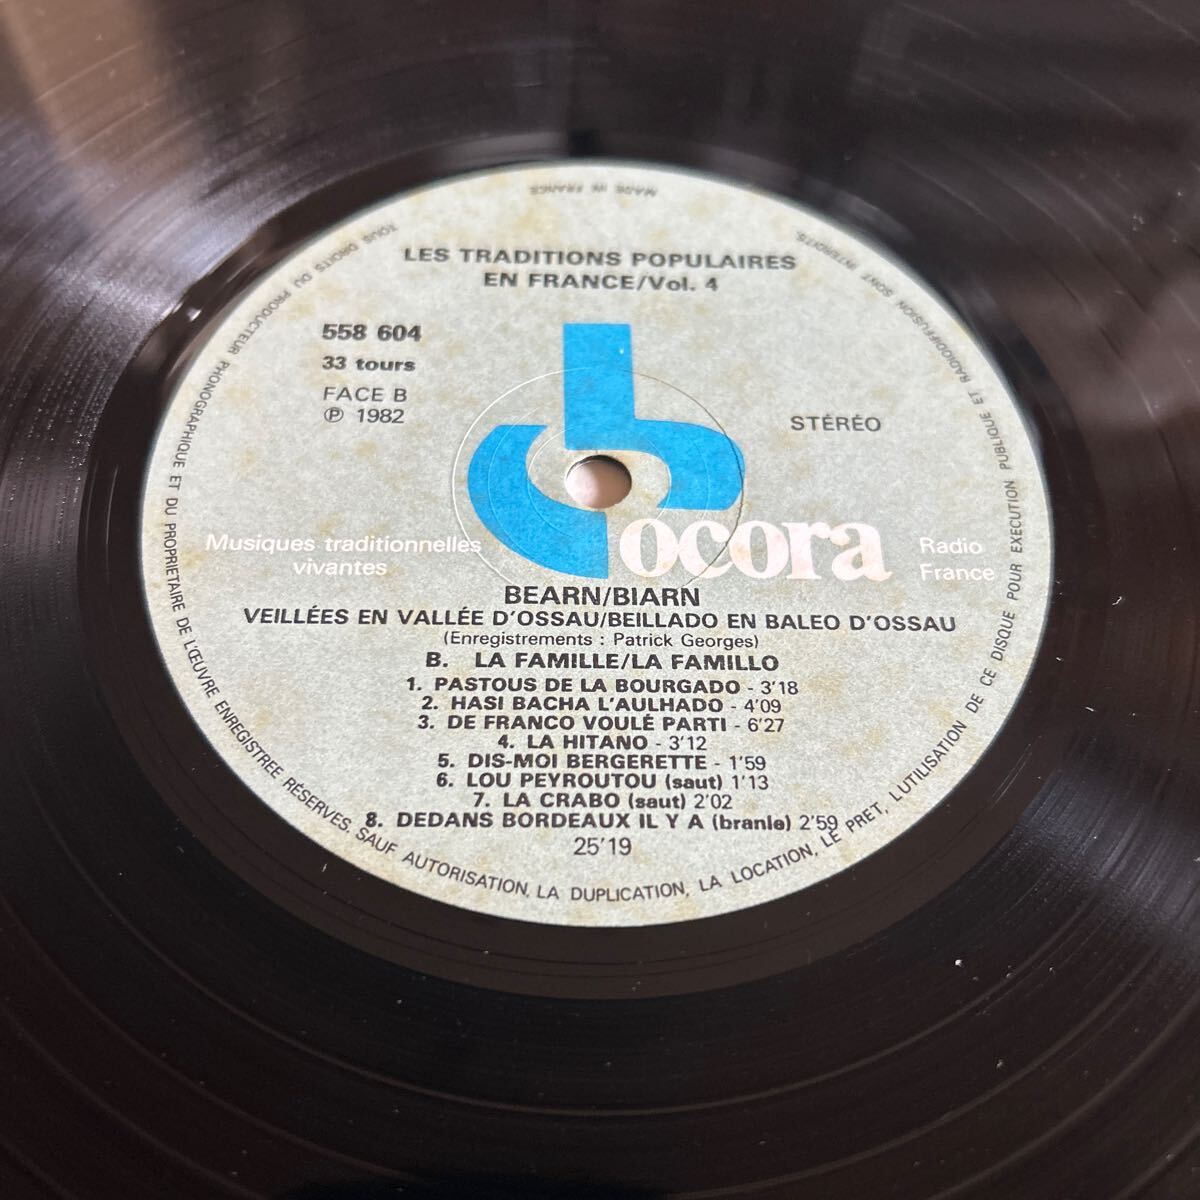 MADE IN FRANCE
LES TRADITIONS POPULAIRES
EN FRANCE/Vol. 4
558 604
33 tours
FACE B
℗ 1982
STÉRÉO
ocora
Musiques traditionnelles
vivantes
Radio
France
BEARN/BIARN
VEILLÉES EN VALLÉE D'OSSAU/BEILLADO EN BALEO D'OSSAU
(Enregistrements : Patrick Georges)
B. LA FAMILLE/LA FAMILLO
1. PASTOUS DE LA BOURGADO - 3'18
2. HASI BACHA L'AULHADO - 4'09
3. DE FRANCO VOULÉ PARTI - 6'27
4. LA HITANO - 3'12
5. DIS-MOI BERGERETTE - 1'59
6. LOU PEYROUTOU (saut) 1'13
7. LA CRABO (saut) 2'02
8. DEDANS BORDEAUX IL Y A (branle) 2'59
25'19
TOUS DROITS DU PRODUCTEUR PHONOGRAPHIQUE ET DU PROPRIETAIRE DE L'ŒUVRE ENREGISTREE RÉSERVES, SAUF AUTORISATION, LA DUPLICATION, LA LOCATION, LE PRET, L'UTILISATION DE CE DISQUE POUR EXECUTION PUBLIQUE ET RADIODIFFUSION SONT INTERDITS.